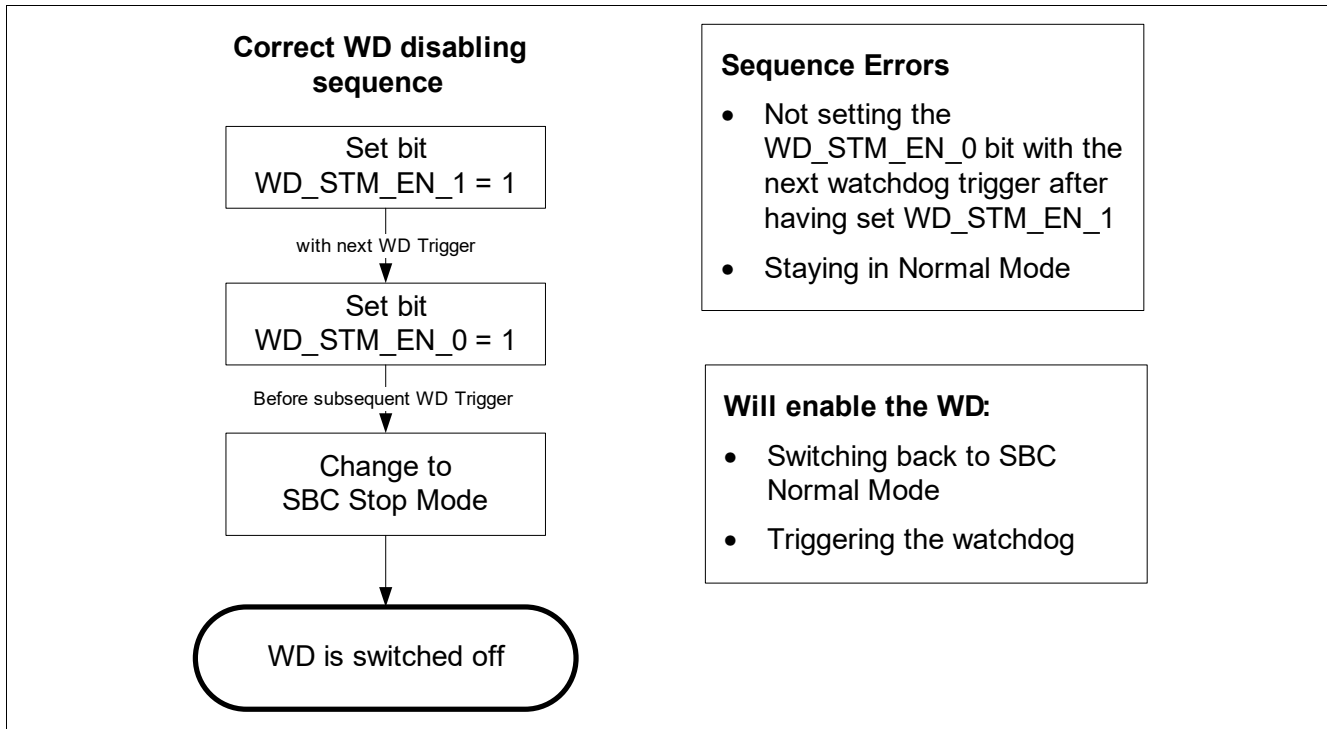 Correct WD disabling
sequence
Set bit
WD_STM_EN_1 = 1
with next WD Trigger
Set bit
WD_STM_EN_0 = 1
Before subsequent WD Trigger
Change to
SBC Stop Mode
WD is switched off
Sequence Errors
• Not setting the
WD_STM_EN_0 bit with the
next watchdog trigger after
having set WD_STM_EN_1
• Staying in Normal Mode
Will enable the WD:
• Switching back to SBC
Normal Mode
• Triggering the watchdog